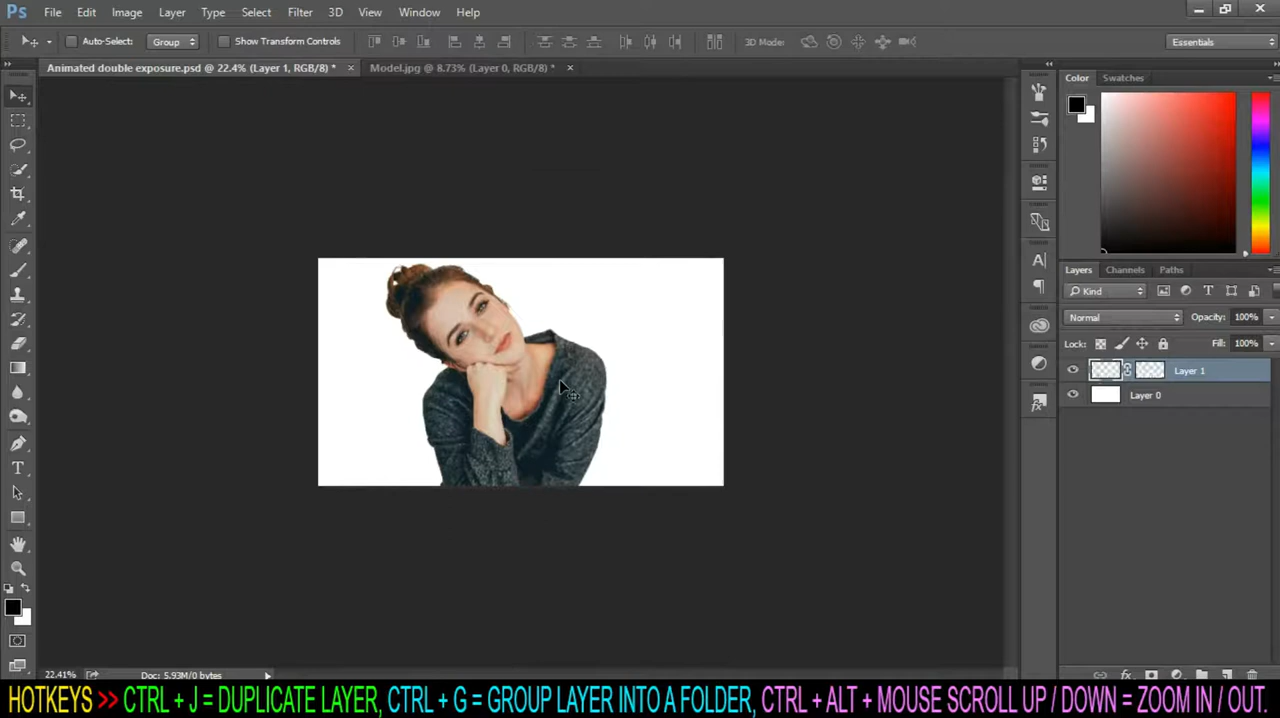 Ps File Edit Image Layer Type Select Filter 3D View Window Help
Auto-Select: Group Show Transform Controls 3D Mode: Essentials
Animated double exposure.psd @ 22.4% (Layer 1, RGB/8) * × Model.jpg @ 8.73% (Layer 0, RGB/8) * ×
Color Swatches
Layers Channels Paths
Kind
Normal Opacity: 100%
Lock: Fill: 100%
Layer 1
Layer 0
22.41% Doc: 5.93M/0 bytes
HOTKEYS >> CTRL + J = DUPLICATE LAYER, CTRL + G = GROUP LAYER INTO A FOLDER, CTRL + ALT + MOUSE SCROLL UP / DOWN = ZOOM IN / OUT.